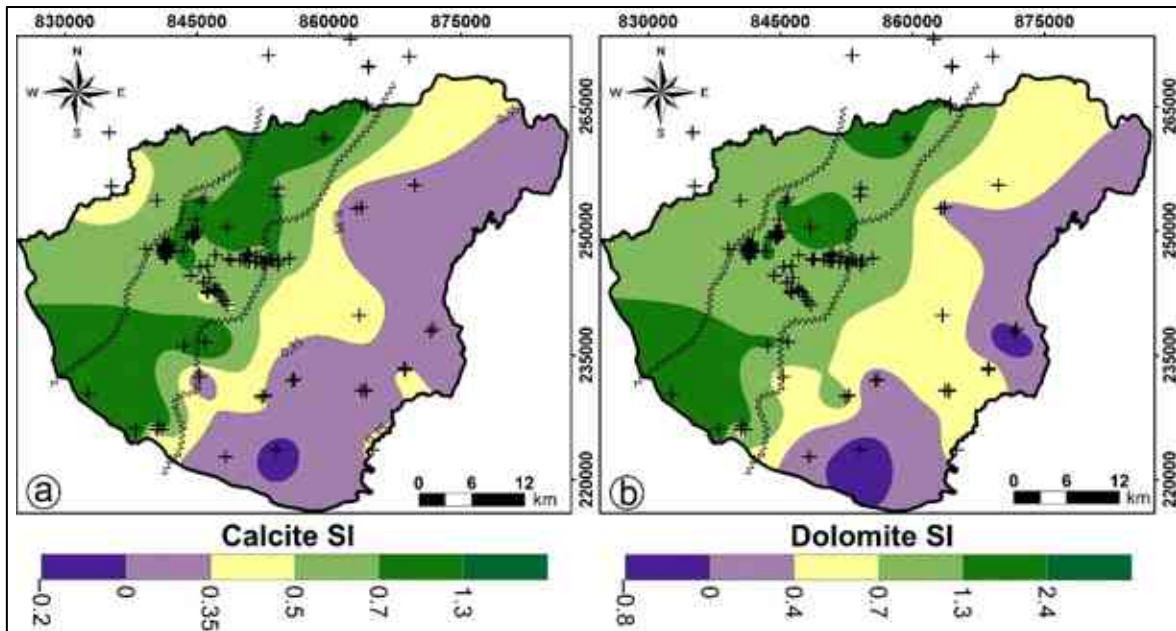 830000 845000 860000 875000
830000 845000 860000 875000
N
W E
S
N
W E
S
265000
250000
235000
220000
265000
250000
235000
220000
a
0 6 12
km
b
0 6 12
km
Calcite SI
Dolomite SI
-0.2 0 0.35 0.5 0.7 1.3
-0.8 0 0.4 0.7 1.3 2.4